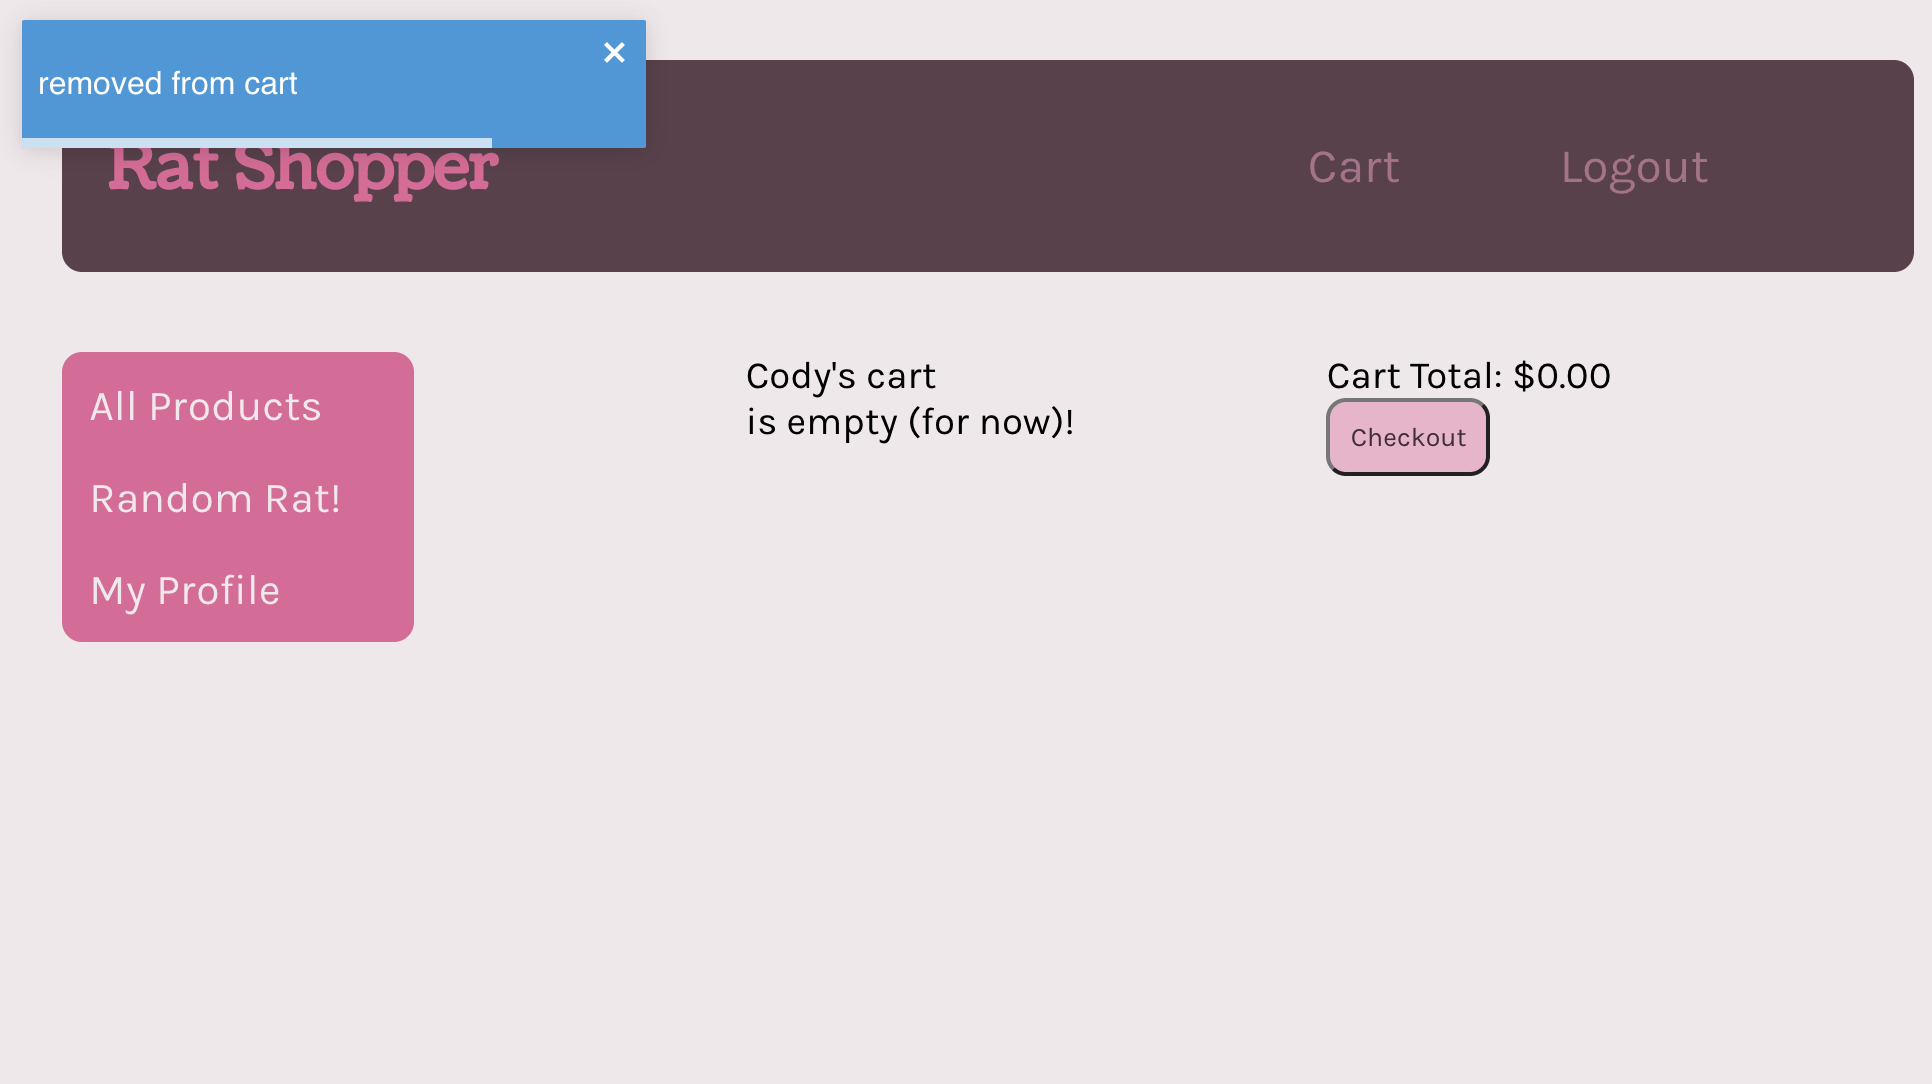 removed from cart
Rat Shopper
Cart
Logout
All Products
Random Rat!
My Profile
Cody's cart
is empty (for now)!
Cart Total: $0.00
Checkout